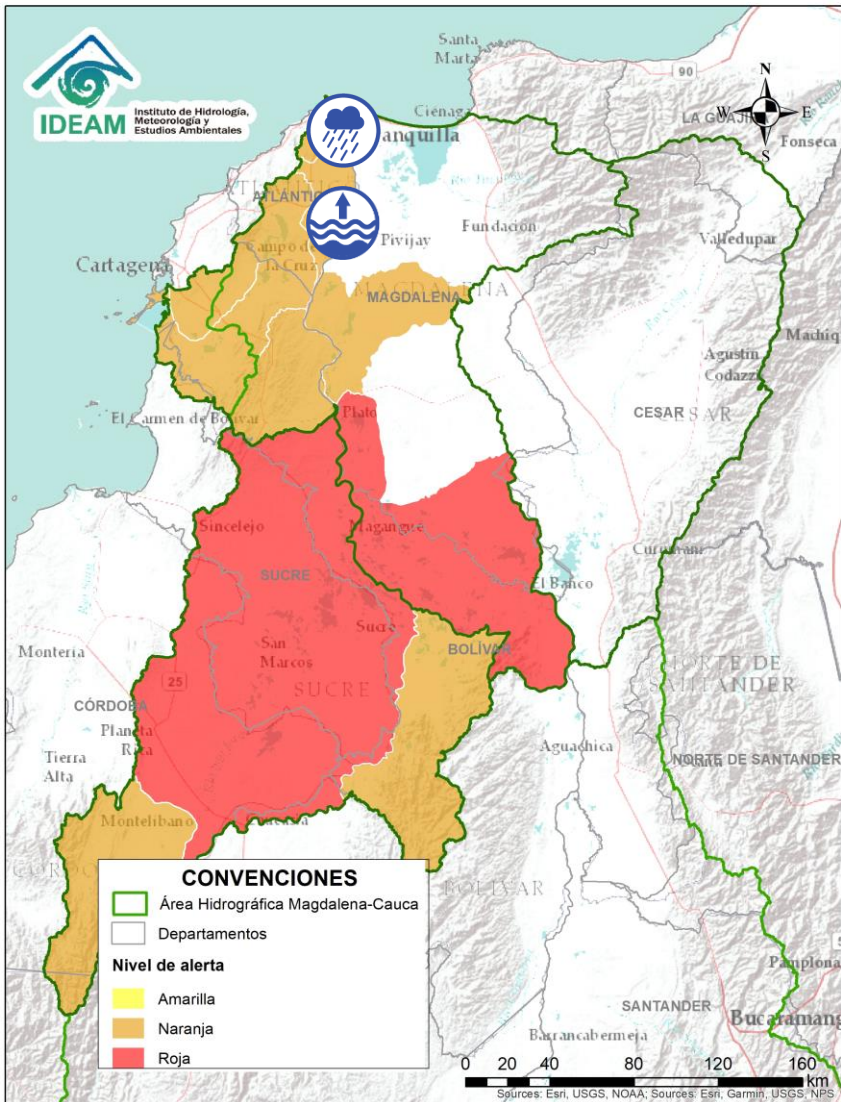 Santa
Marta
90
N
W
E
S
IDEAM
Instituto de Hidrología,
Meteorología y
Estudios Ambientales
Ciénaga
anquilla
LA GUAJIRA
Fonseca
ATLÁNTICO
Pivijay
Fundación
Valledupar
Campo de
la Cruz
Cartagena
MAGDALENA
Agustín
Codazzi
El Carmen de Bolívar
Plato
CESAR
CESAR
Sincelejo
Magangué
Curumaní
SUCRE
El Banco
Sucre
BOLÍVAR
San
Marcos
Montería
NORTE DE
SANTANDER
25
SUCRE
CÓRDOBA
Planeta
Rica
Aguachica
Tierra
Alta
NORTE DE SANTANDER
Montelíbano
Caucasia
CONVENCIONES
Área Hidrográfica Magdalena-Cauca
Departamentos
Nivel de alerta
Amarilla
Naranja
Roja
BOLÍVAR
Pamplona
SANTANDER
Bucaramang
Barrancabermeja
0 20 40 80 120 160
km
Sources: Esri, USGS, NOAA; Sources: Esri, Garmin, USGS, NPS